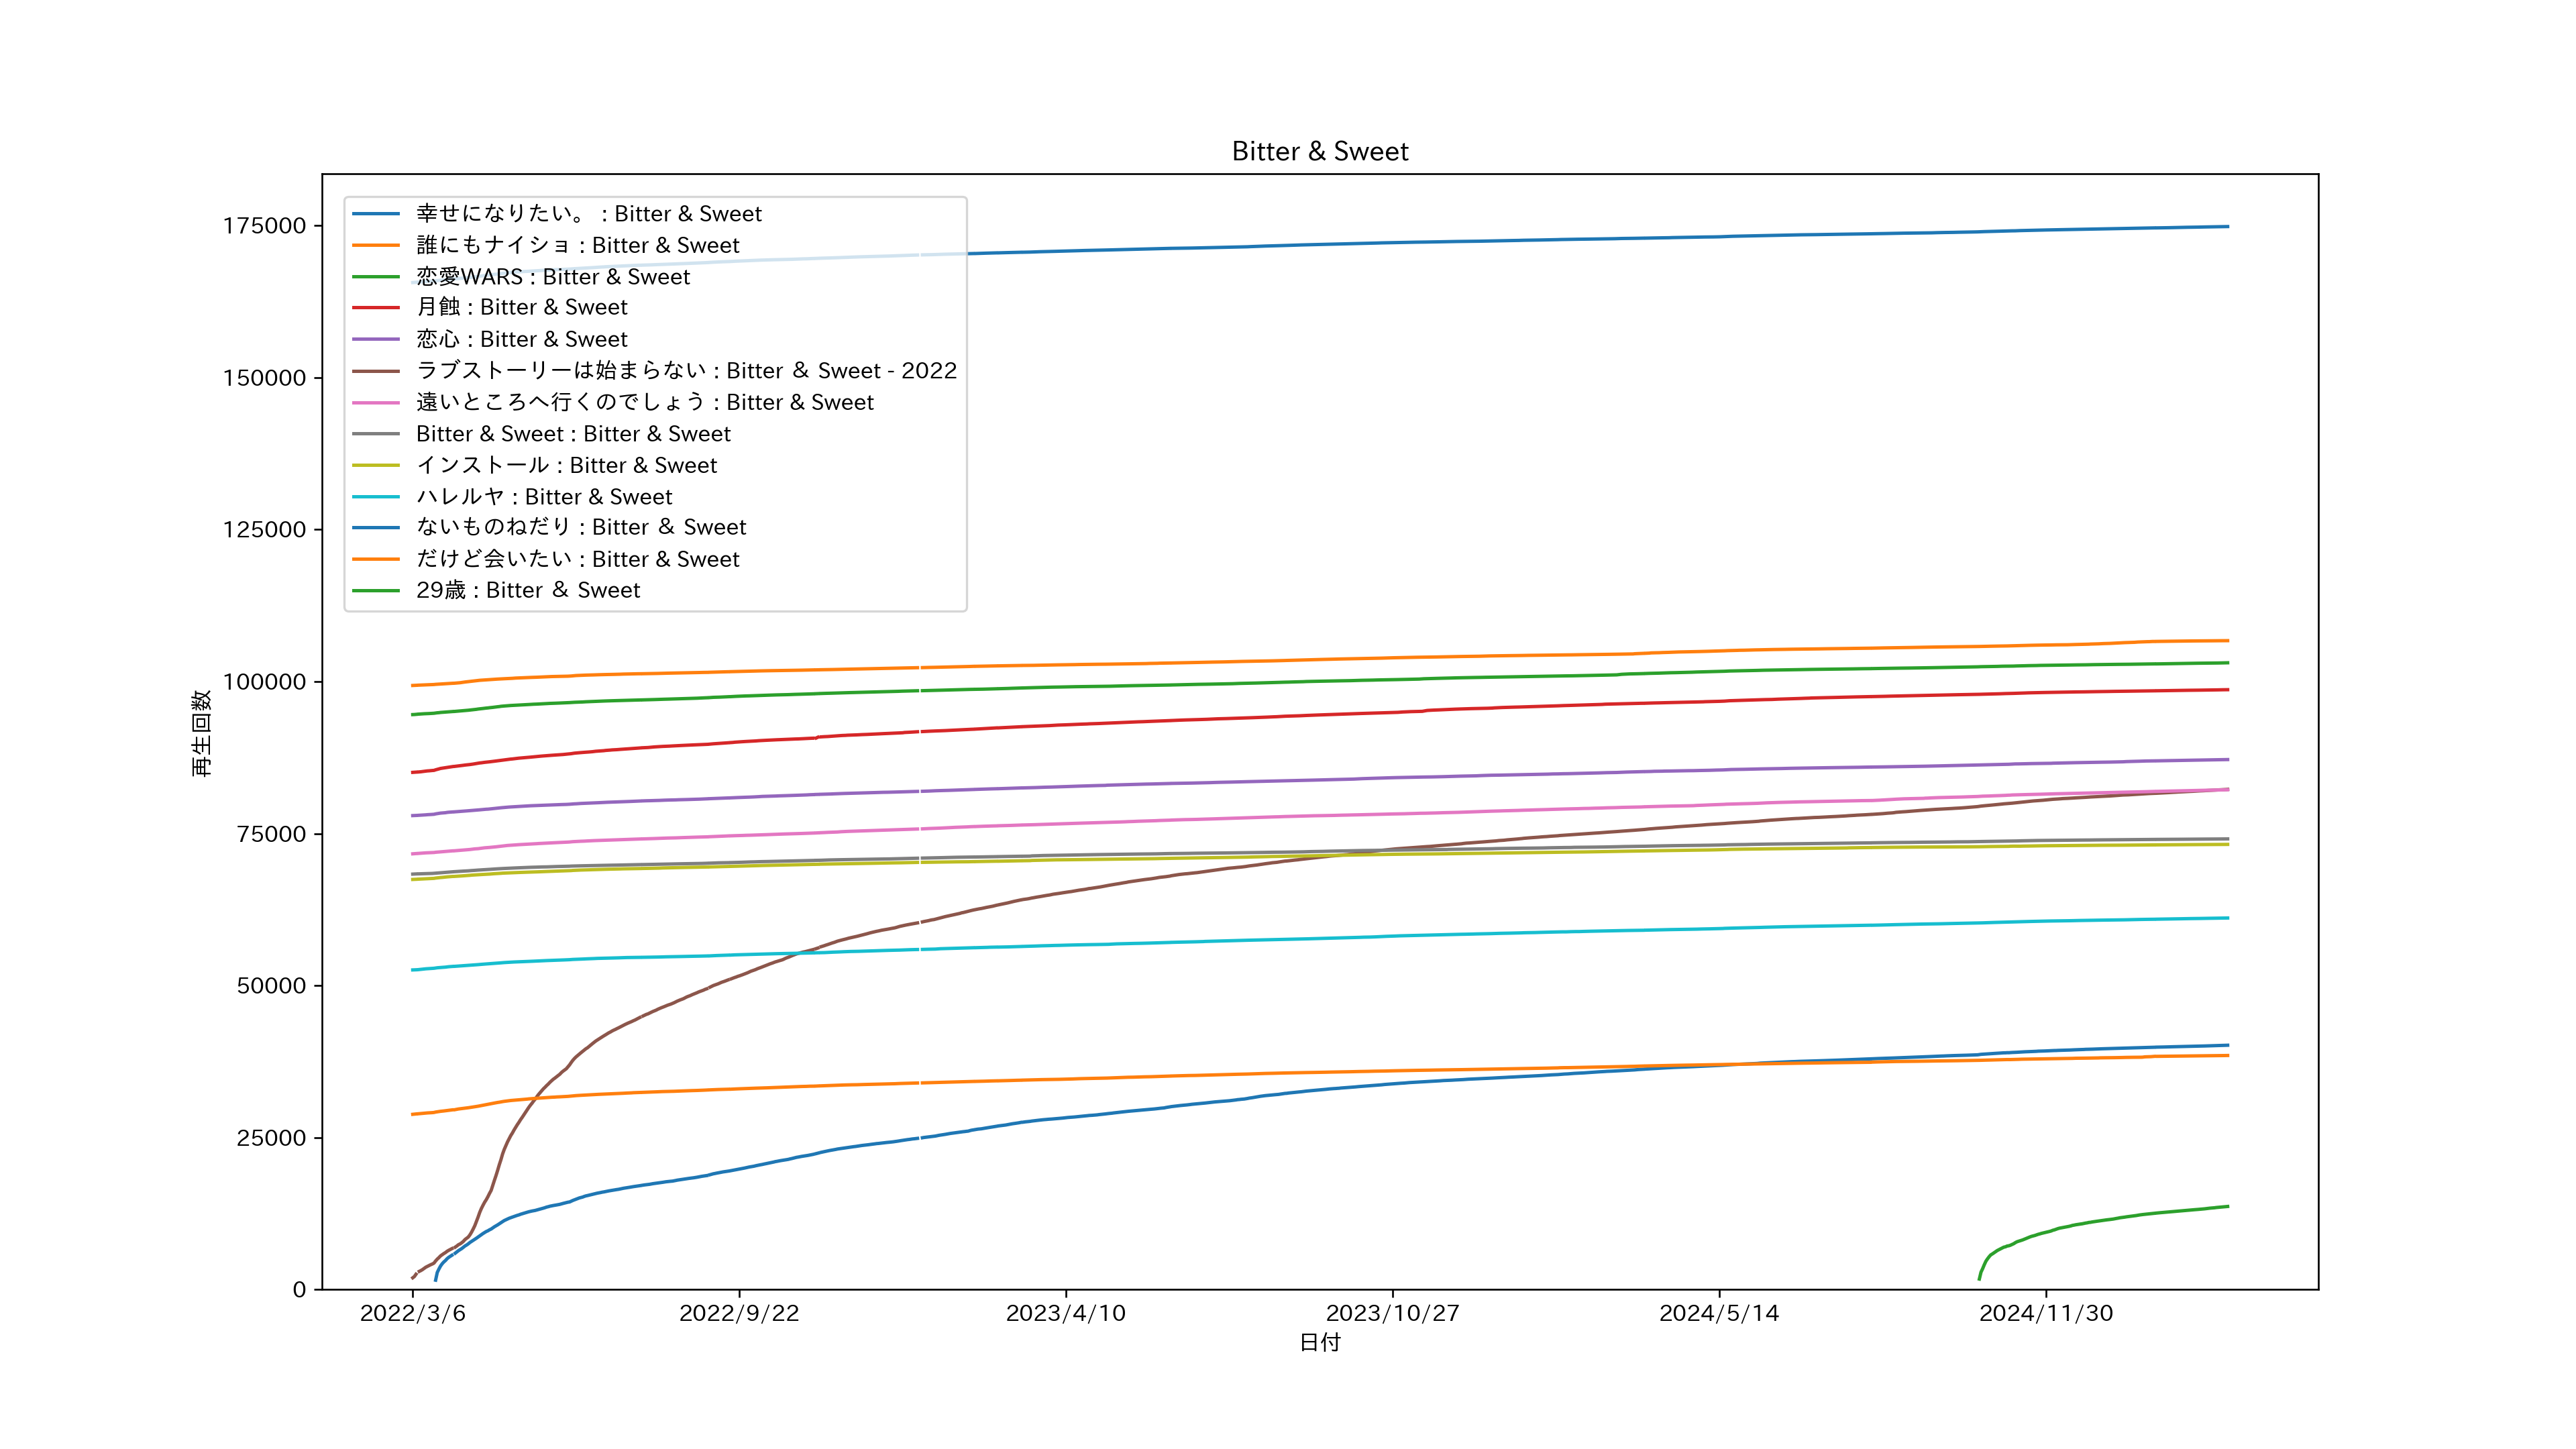 Bitter & Sweet
175000
150000
125000
100000
75000
50000
25000
0
再生回数
幸せになりたい。 : Bitter & Sweet
誰にもナイショ : Bitter & Sweet
恋愛WARS : Bitter & Sweet
月蝕 : Bitter & Sweet
恋心 : Bitter & Sweet
ラブストーリーは始まらない : Bitter ＆ Sweet - 2022
遠いところへ行くのでしょう : Bitter & Sweet
Bitter & Sweet : Bitter & Sweet
インストール : Bitter & Sweet
ハレルヤ : Bitter & Sweet
ないものねだり : Bitter ＆ Sweet
だけど会いたい : Bitter & Sweet
29歳 : Bitter ＆ Sweet
2022/3/6
2022/9/22
2023/4/10
2023/10/27
2024/5/14
2024/11/30
日付